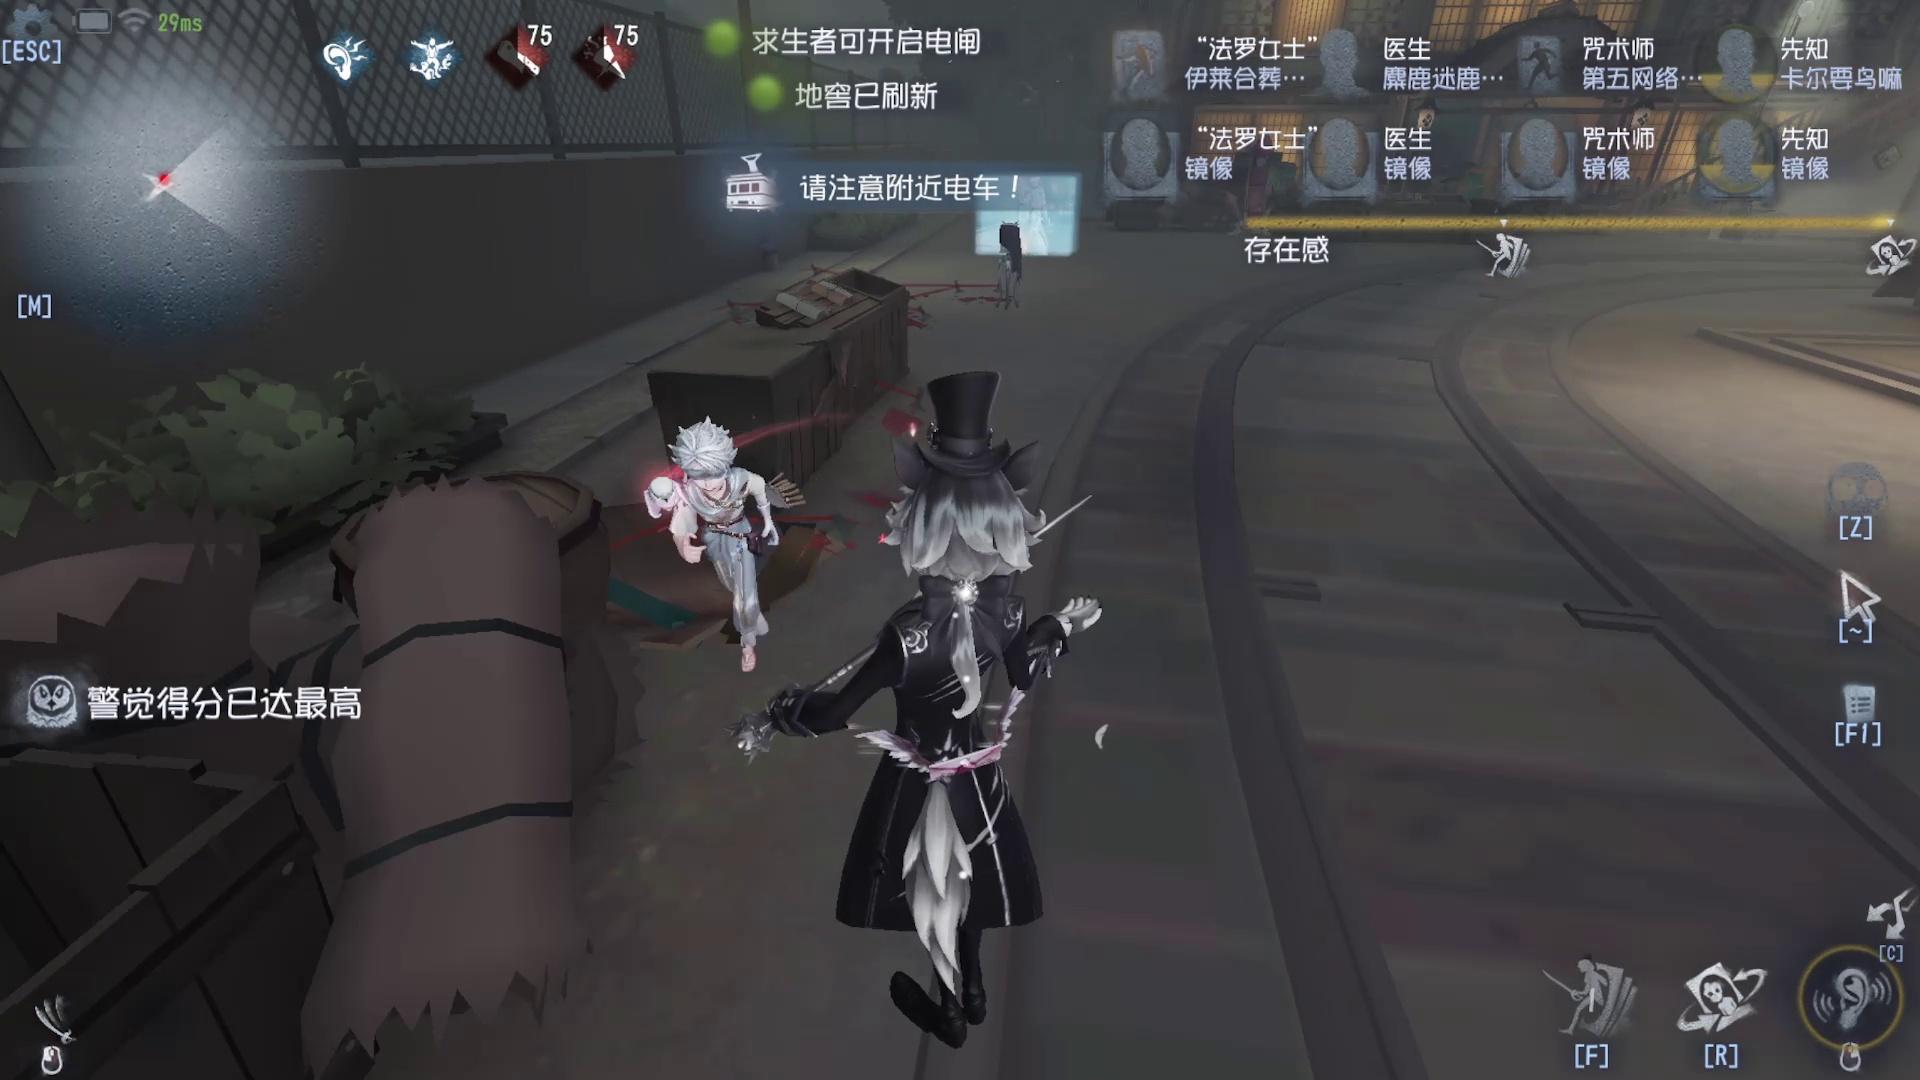 29ms
[ESC]
75
75
求生者可开启电闸
地窖已刷新
请注意附近电车！
“法罗女士”
伊莱合葬…
医生
麋鹿迷鹿…
咒术师
第五网络…
先知
卡尔要鸟嘛
“法罗女士”
镜像
医生
镜像
咒术师
镜像
先知
镜像
存在感
[M]
[Z]
[~]
[F1]
警觉得分已达最高
[C]
[F]
[R]